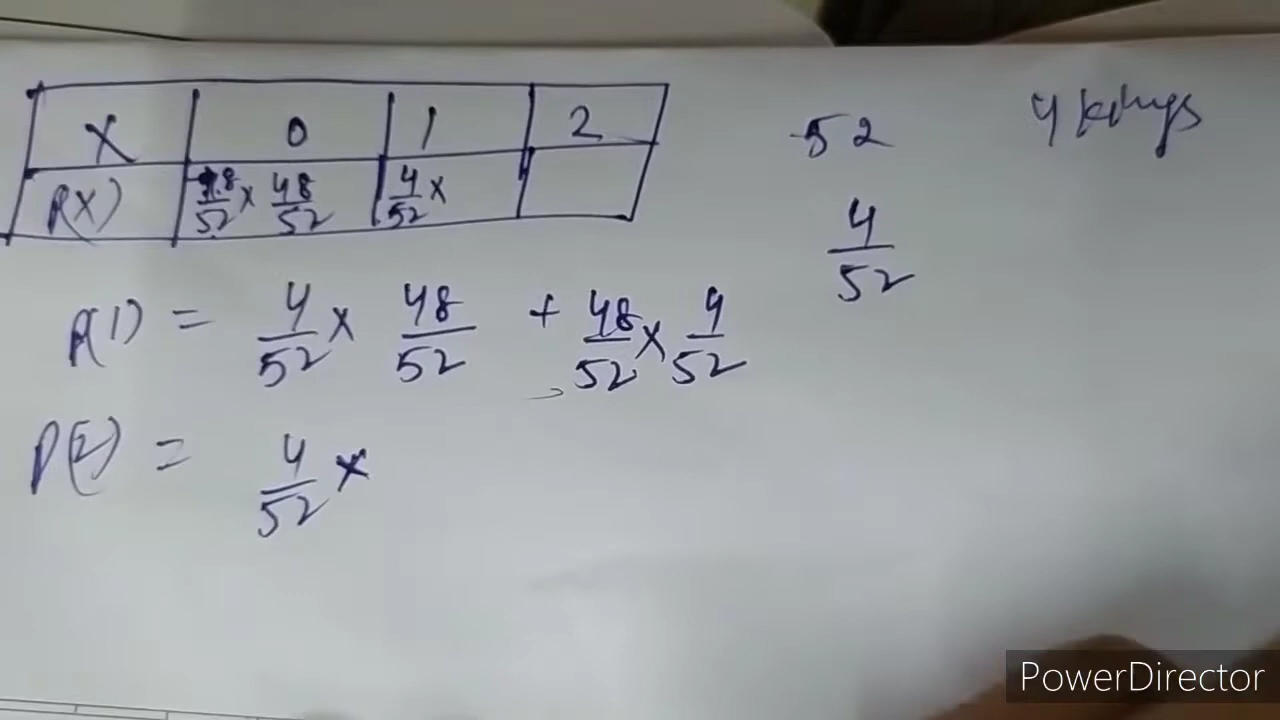 X 0 1 2
P(X) 48/52 × 48/52 4/52 ×
52 4 kings
4/52
P(1) = 4/52 × 48/52 + 48/52 × 4/52
P(2) = 4/52 ×
PowerDirector